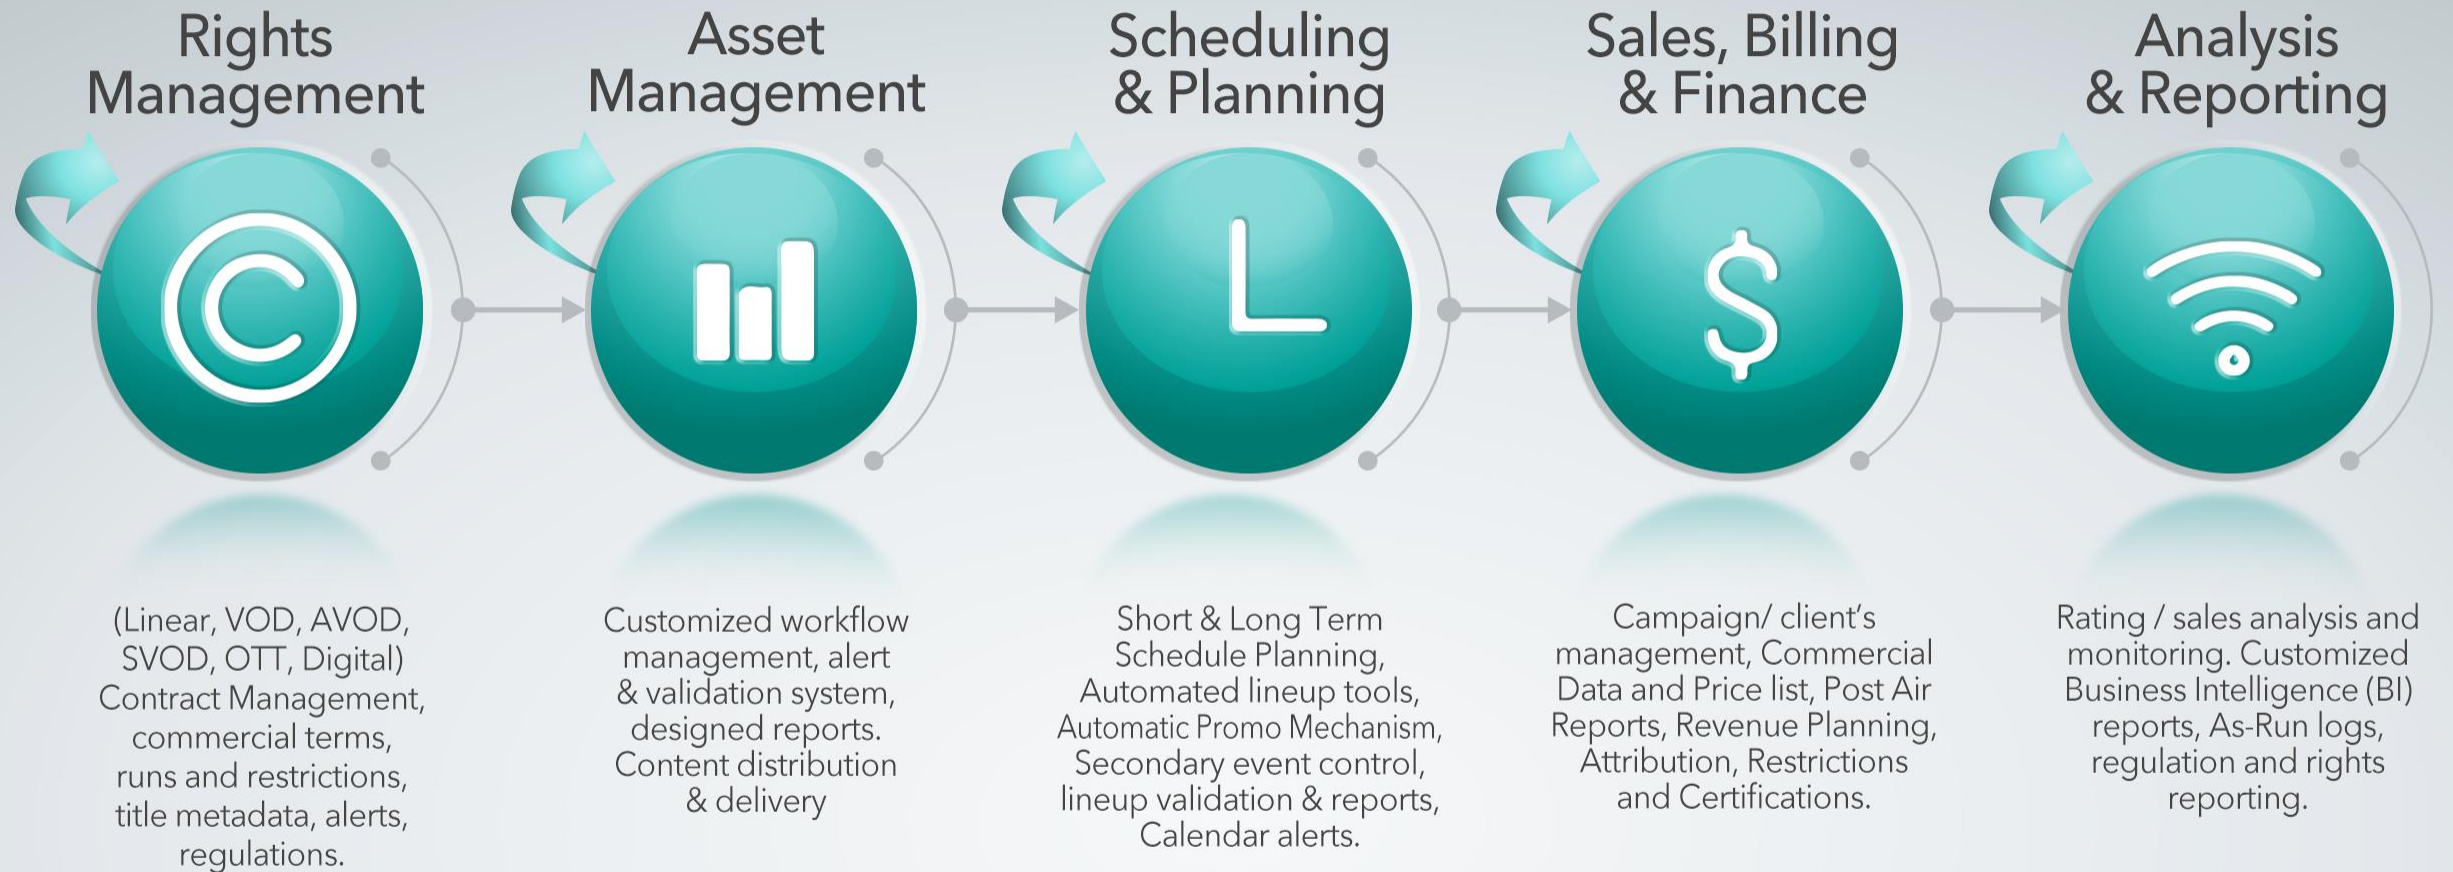 Rights
Management
(Linear, VOD, AVOD,
SVOD, OTT, Digital)
Contract Management,
commercial terms,
runs and restrictions,
title metadata, alerts,
regulations.
Asset
Management
Customized workflow
management, alert
& validation system,
designed reports.
Content distribution
& delivery
Scheduling
& Planning
Short & Long Term
Schedule Planning,
Automated lineup tools,
Automatic Promo Mechanism,
Secondary event control,
lineup validation & reports,
Calendar alerts.
Sales, Billing
& Finance
$
Campaign/ client’s
management, Commercial
Data and Price list, Post Air
Reports, Revenue Planning,
Attribution, Restrictions
and Certifications.
Analysis
& Reporting
Rating / sales analysis and
monitoring. Customized
Business Intelligence (BI)
reports, As-Run logs,
regulation and rights
reporting.